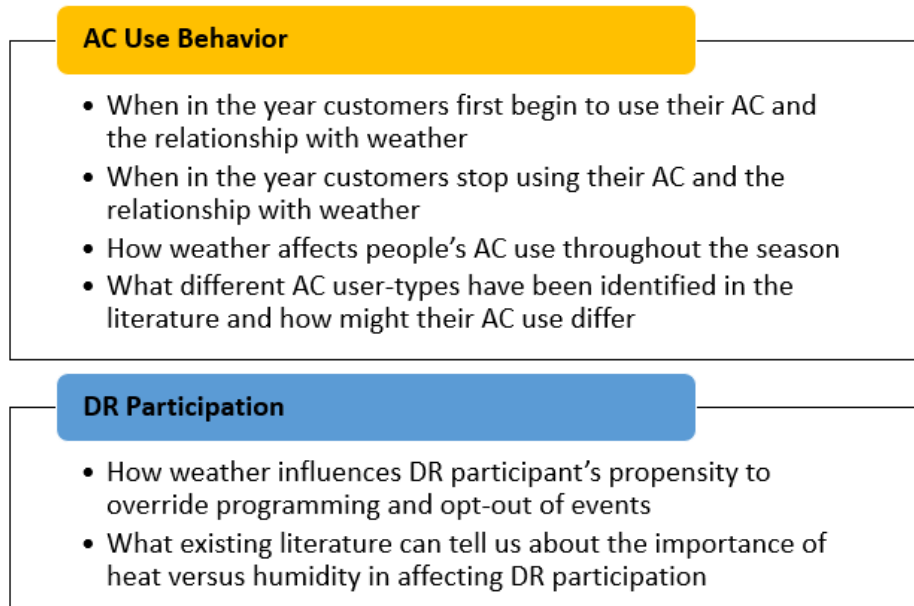 AC Use Behavior
• When in the year customers first begin to use their AC and
the relationship with weather
• When in the year customers stop using their AC and the
relationship with weather
• How weather affects people's AC use throughout the season
• What different AC user-types have been identified in the
literature and how might their AC use differ
DR Participation
• How weather influences DR participant's propensity to
override programming and opt-out of events
• What existing literature can tell us about the importance of
heat versus humidity in affecting DR participation